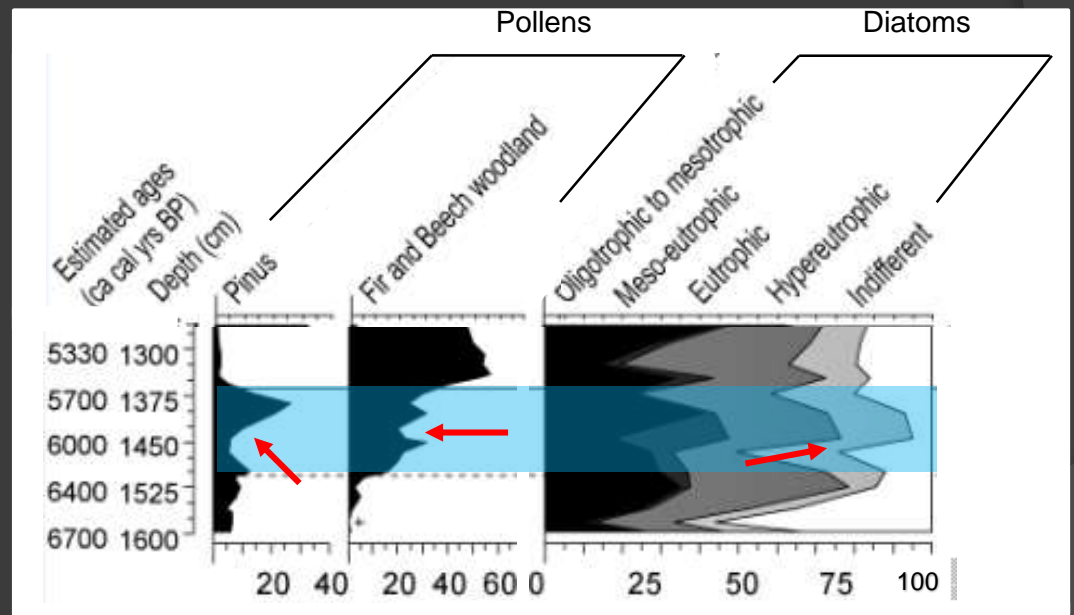 Pollens
Diatoms
Estimated ages
(ca cal yrs BP)
Depth (cm)
Pinus
Fir and Beech woodland
Oligotrophic to mesotrophic
Meso-eutrophic
Eutrophic
Hypereutrophic
Indifferent
5330 1300
5700 1375
6000 1450
6400 1525
6700 1600
20 40 20 40 60 0 25 50 75 100